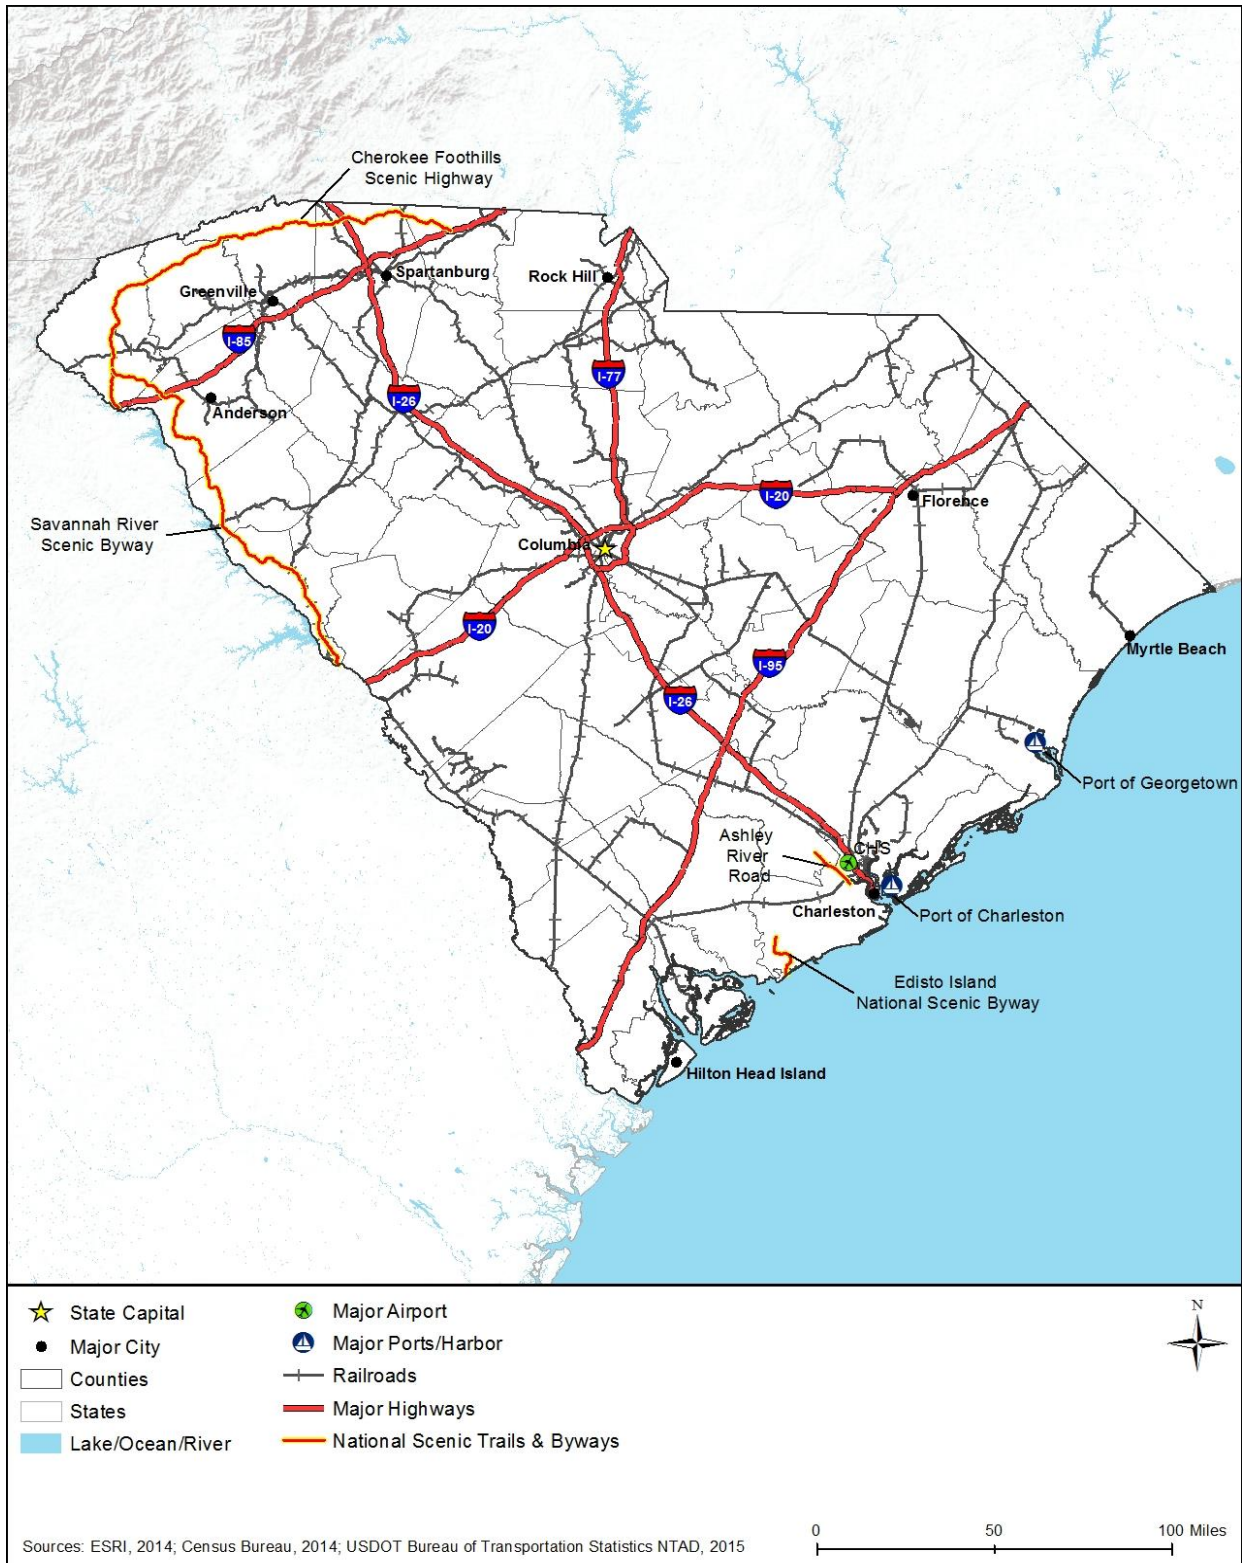 Cherokee Foothills
Scenic Highway
Spartanburg
Rock Hill
Greenville
I-85
I-77
I-26
Anderson
I-20
Florence
Savannah River
Scenic Byway
Columbia
I-20
Myrtle Beach
I-95
I-26
Port of Georgetown
Ashley
River
Road
CHS
Charleston
Port of Charleston
Edisto Island
National Scenic Byway
Hilton Head Island
State Capital
Major City
Counties
States
Lake/Ocean/River
Major Airport
Major Ports/Harbor
Railroads
Major Highways
National Scenic Trails & Byways
N
0 50 100 Miles
Sources: ESRI, 2014; Census Bureau, 2014; USDOT Bureau of Transportation Statistics NTAD, 2015